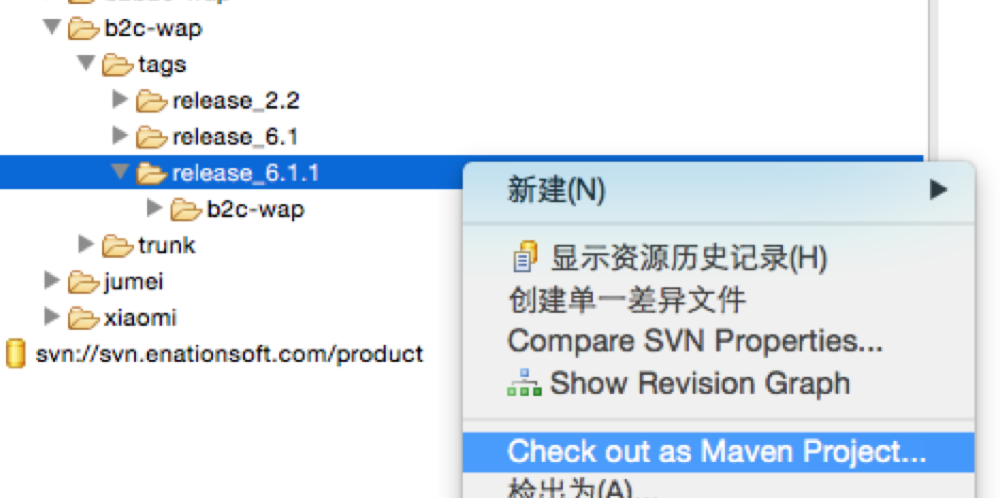 b2c-wap
tags
release_2.2
release_6.1
release_6.1.1
b2c-wap
trunk
jumei
xiaomi
svn://svn.enationsoft.com/product
新建(N)
显示资源历史记录(H)
创建单一差异文件
Compare SVN Properties...
Show Revision Graph
Check out as Maven Project...
检出为(A)...